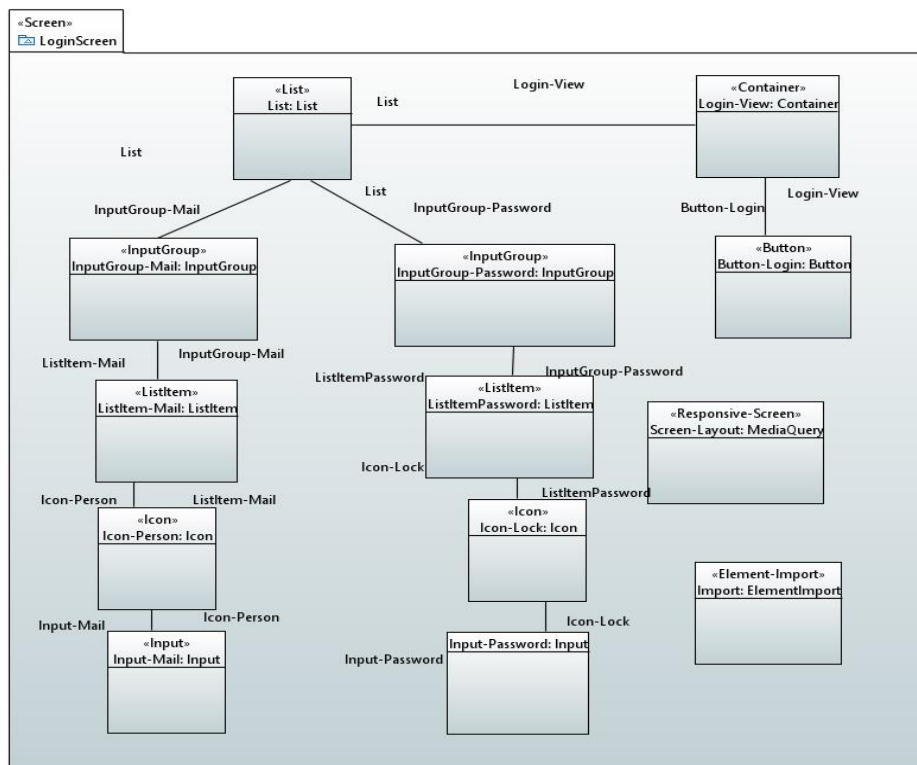 «Screen»
LoginScreen
«List»
List: List
List
Login-View
«Container»
Login-View: Container
List
List
InputGroup-Mail
InputGroup-Password
Button-Login
Login-View
«InputGroup»
InputGroup-Mail: InputGroup
«InputGroup»
InputGroup-Password: InputGroup
«Button»
Button-Login: Button
ListItem-Mail
InputGroup-Mail
ListItemPassword
InputGroup-Password
«ListItem»
ListItem-Mail: ListItem
«ListItem»
ListItemPassword: ListItem
«Responsive-Screen»
Screen-Layout: MediaQuery
Icon-Person
ListItem-Mail
Icon-Lock
ListItemPassword
«Icon»
Icon-Person: Icon
«Icon»
Icon-Lock: Icon
«Element-Import»
Import: ElementImport
Input-Mail
Icon-Person
Icon-Lock
Input-Password
«Input»
Input-Mail: Input
Input-Password: Input